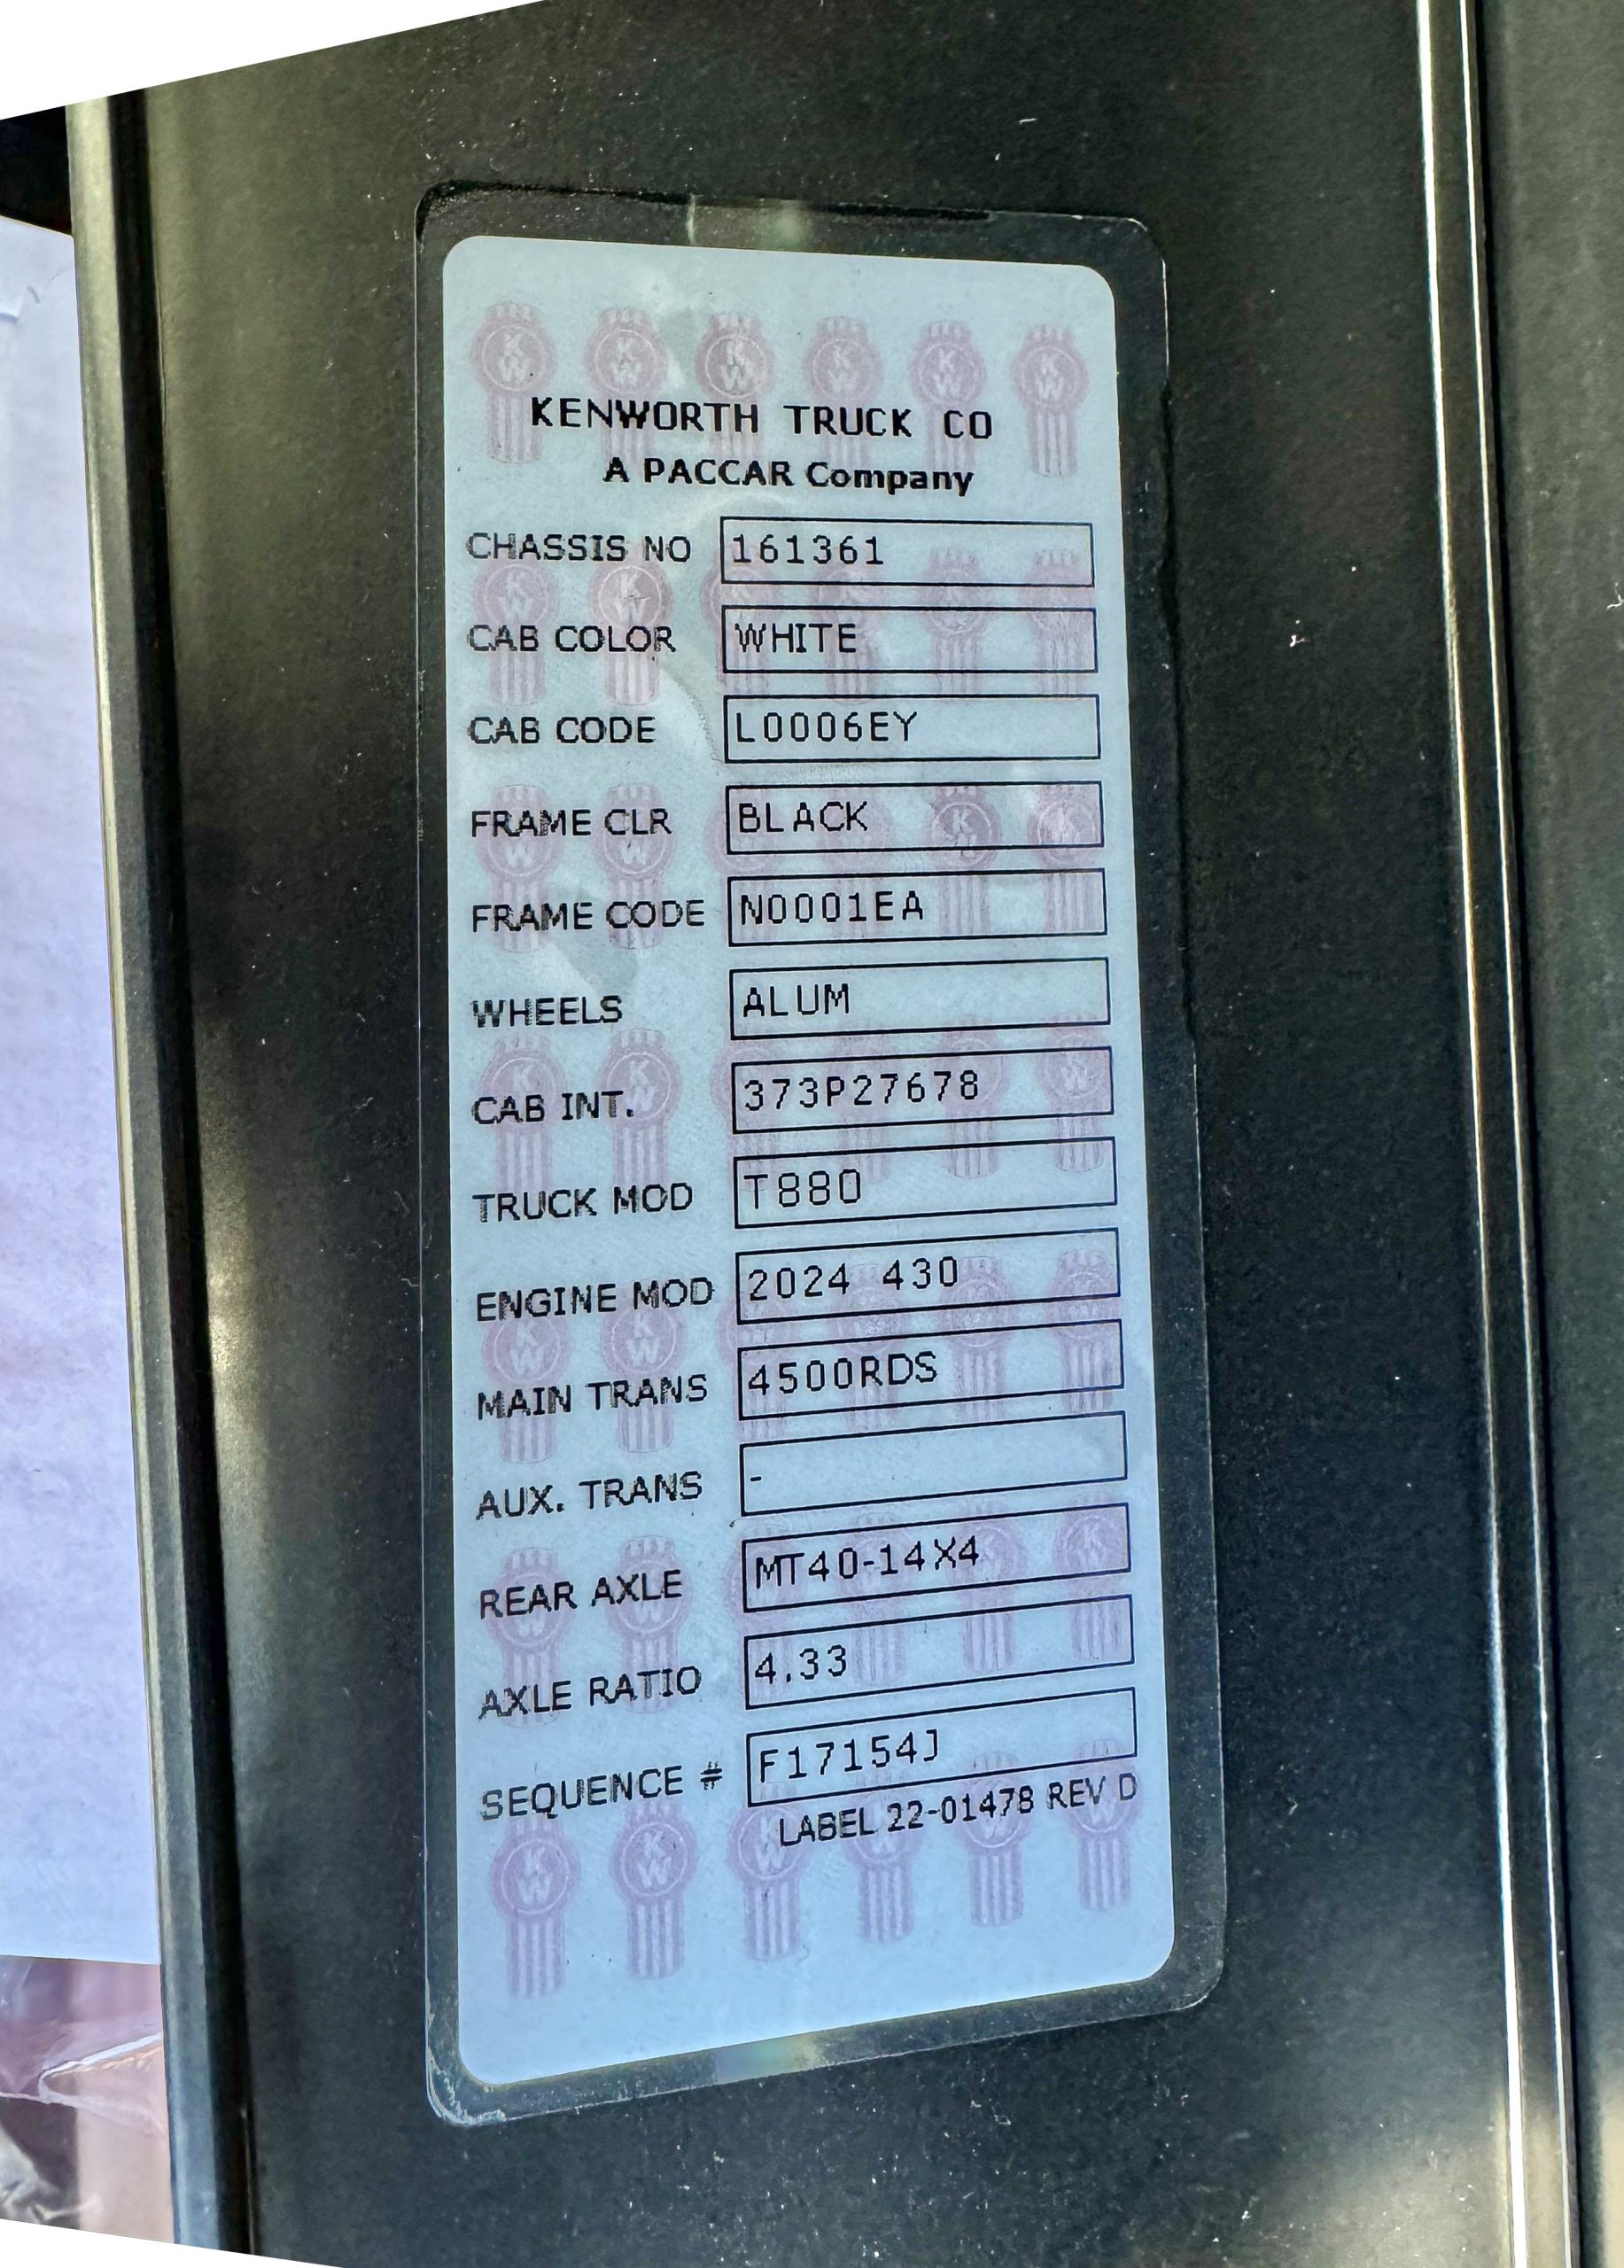 KENWORTH TRUCK CO
A PACCAR Company
CHASSIS NO 161361
CAB COLOR WHITE
CAB CODE L0006EY
FRAME CLR BLACK
FRAME CODE N0001EA
WHEELS ALUM
CAB INT. 373P27678
TRUCK MOD T880
ENGINE MOD 2024 430
MAIN TRANS 4500RDS
AUX. TRANS -
REAR AXLE MT40-14X4
AXLE RATIO 4.33
SEQUENCE # F17154J
LABEL 22-01478 REV D